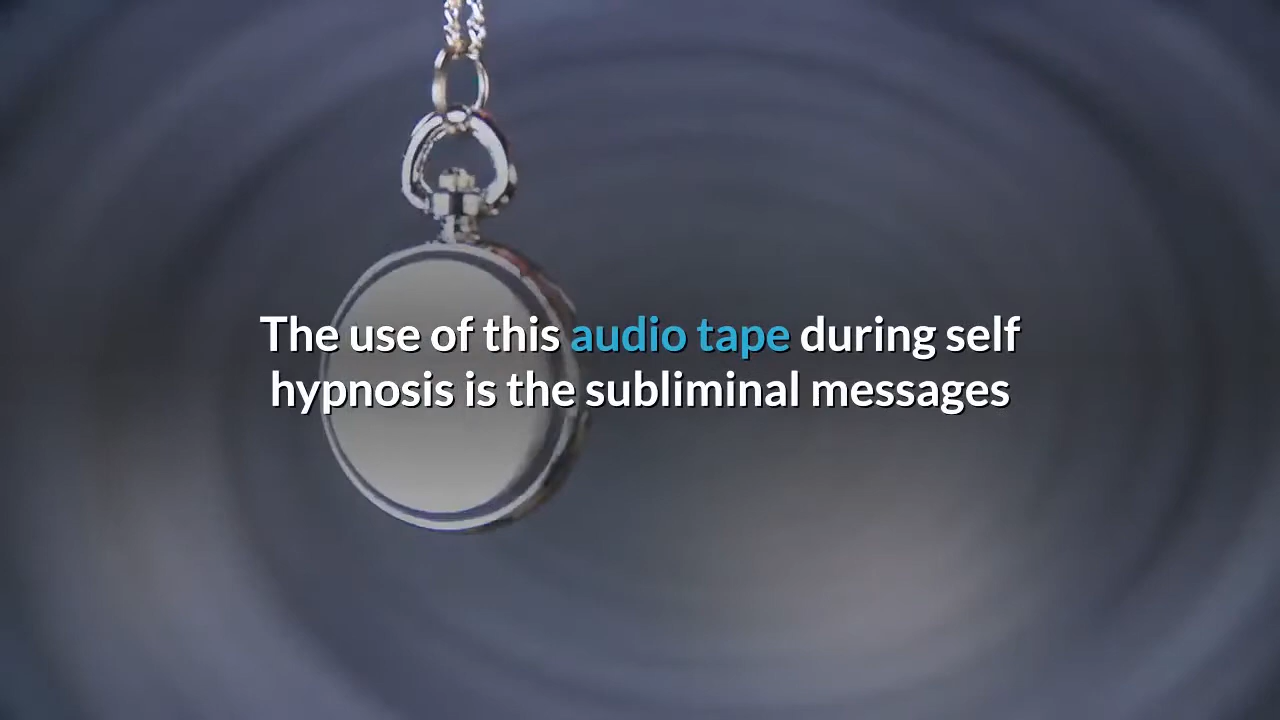 The use of this audio tape during self
hypnosis is the subliminal messages